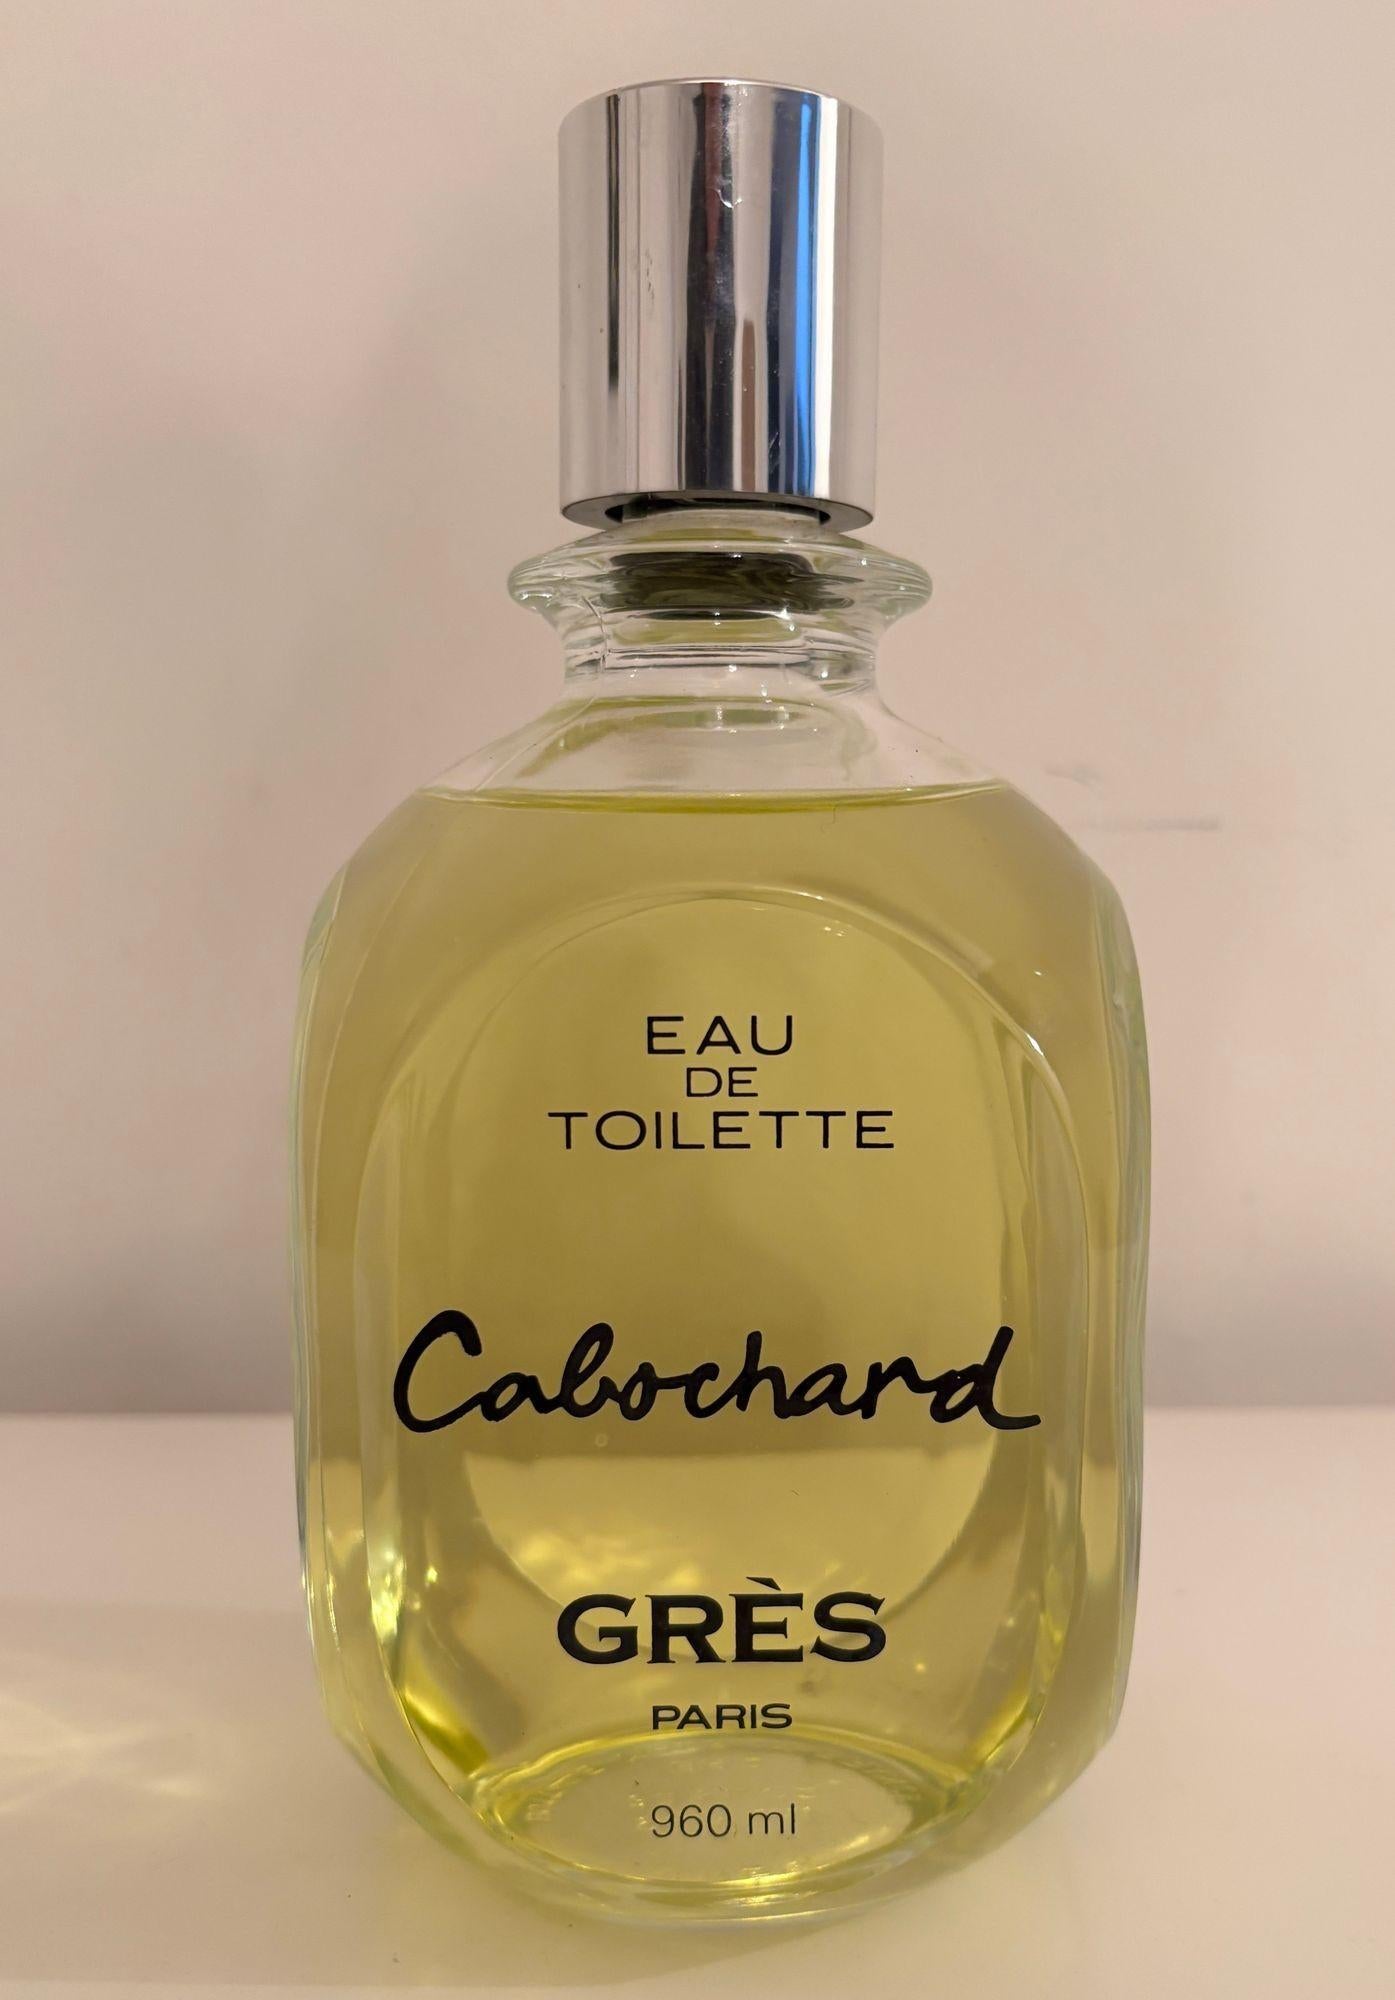 EAU
DE
TOILETTE
Cabochard
GRÈS
PARIS
960 ml